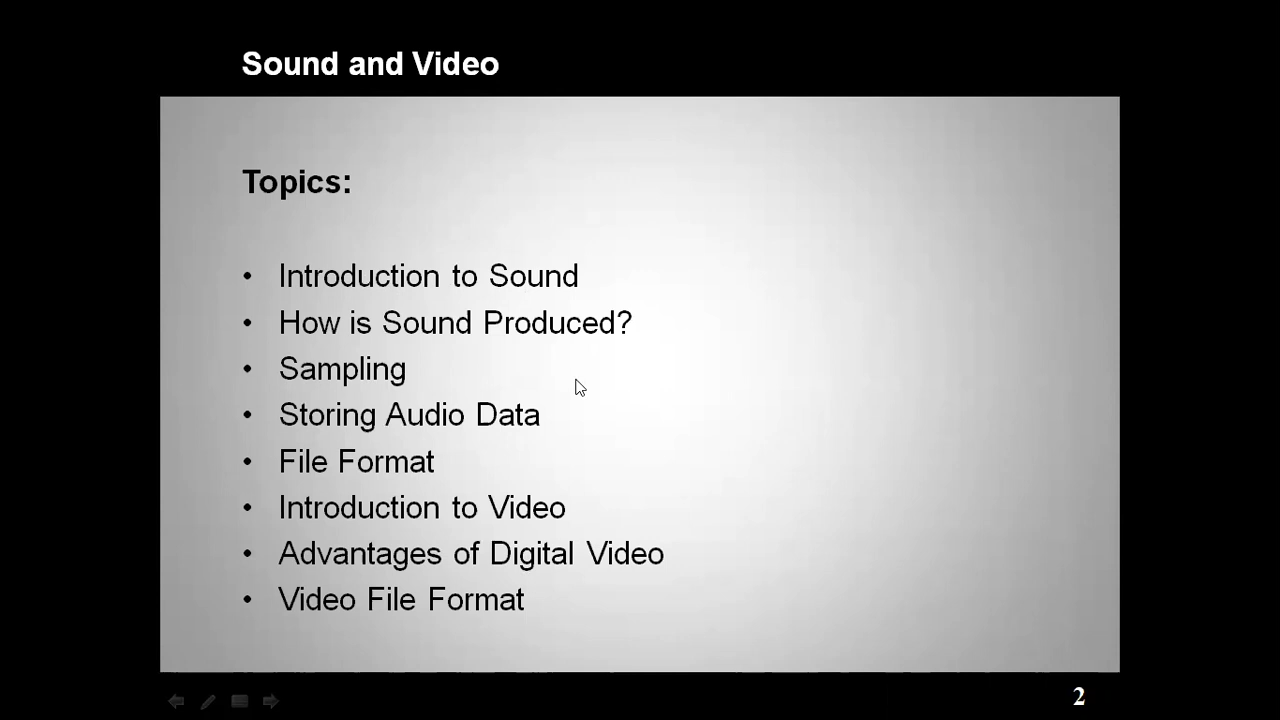 Sound and Video
Topics:
• Introduction to Sound
• How is Sound Produced?
• Sampling
• Storing Audio Data
• File Format
• Introduction to Video
• Advantages of Digital Video
• Video File Format
2